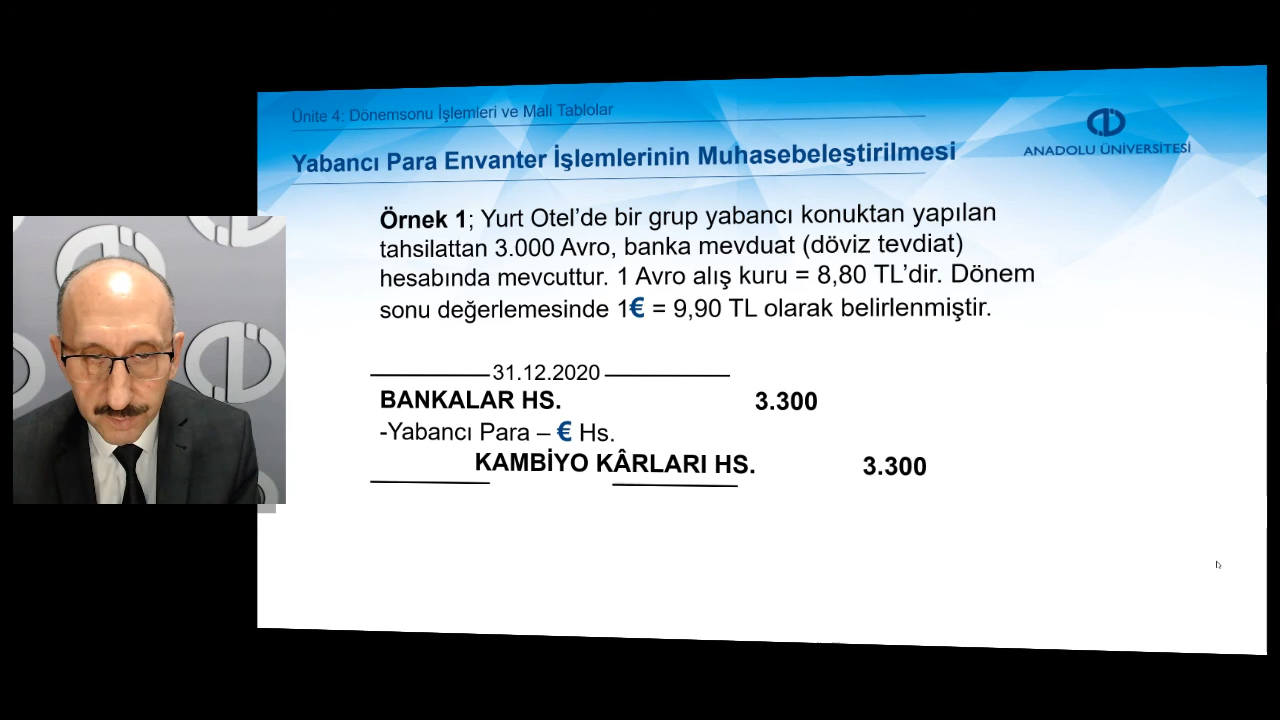 Ünite 4: Dönemsonu İşlemleri ve Mali Tablolar
ANADOLU ÜNİVERSİTESİ
Yabancı Para Envanter İşlemlerinin Muhasebeleştirilmesi
Örnek 1; Yurt Otel’de bir grup yabancı konuktan yapılan
tahsilattan 3.000 Avro, banka mevduat (döviz tevdiat)
hesabında mevcuttur. 1 Avro alış kuru = 8,80 TL’dir. Dönem
sonu değerlemesinde 1€ = 9,90 TL olarak belirlenmiştir.
31.12.2020
BANKALAR HS. 3.300
-Yabancı Para – € Hs.
KAMBİYO KÂRLARI HS. 3.300